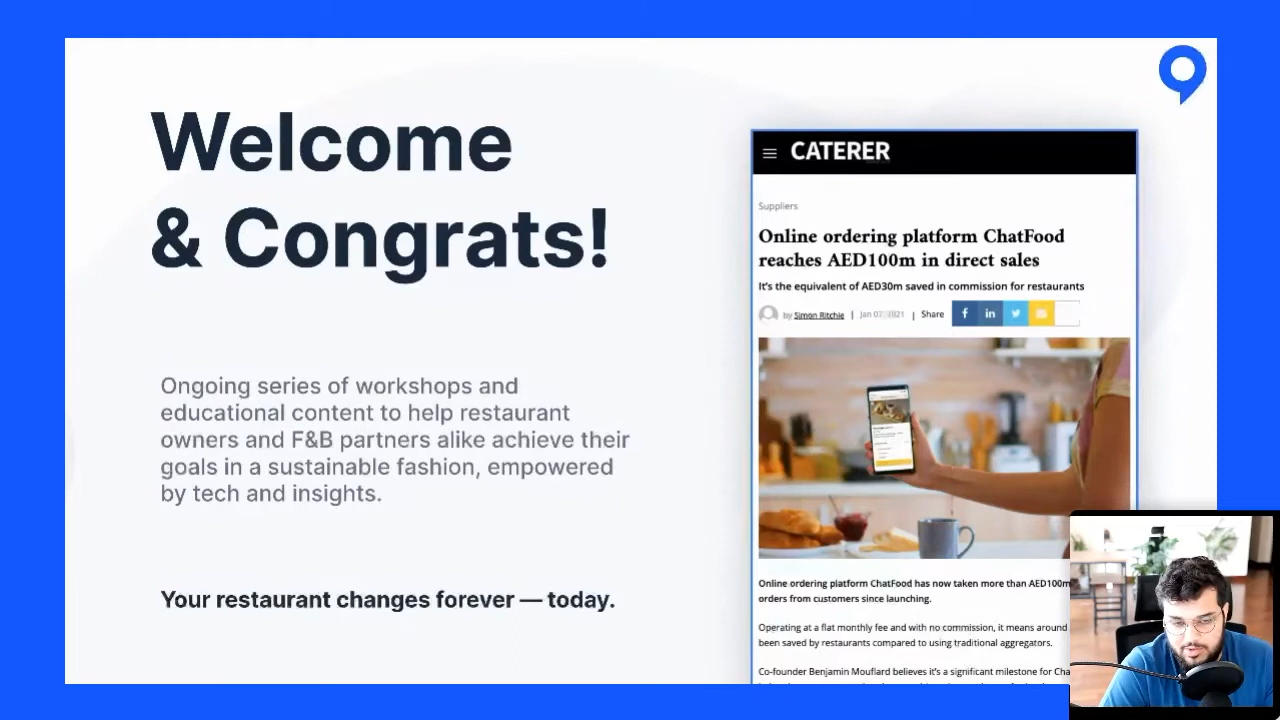 Welcome
& Congrats!
Ongoing series of workshops and
educational content to help restaurant
owners and F&B partners alike achieve their
goals in a sustainable fashion, empowered
by tech and insights.
Your restaurant changes forever — today.
CATERER
Suppliers
Online ordering platform ChatFood
reaches AED100m in direct sales
It's the equivalent of AED30m saved in commission for restaurants
by Simon Ritchie | Jan 07, 2021 | Share
Online ordering platform ChatFood has now taken more than AED100m
orders from customers since launching.
Operating at a flat monthly fee and with no commission, it means around
been saved by restaurants compared to using traditional aggregators.
Co-founder Benjamin Mouflard believes it's a significant milestone for Cha